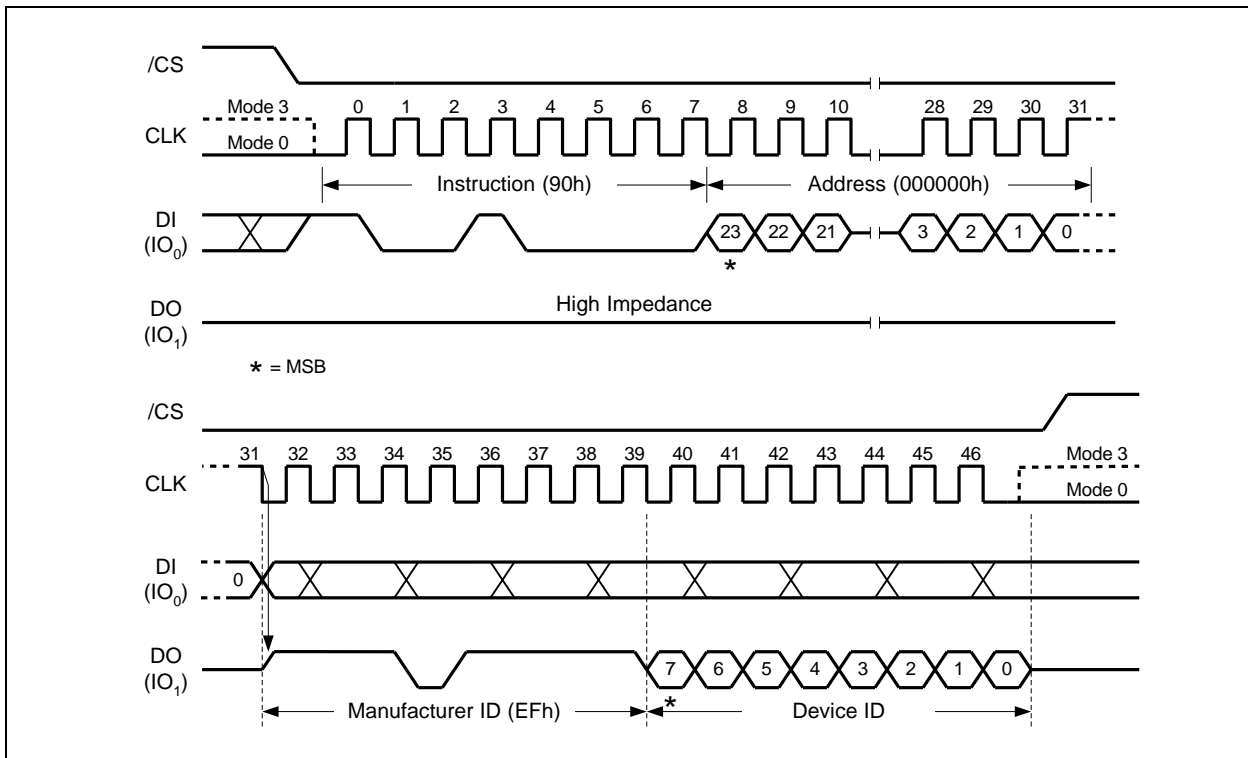 /CS
Mode 3
0 1 2 3 4 5 6 7 8 9 10 28 29 30 31
CLK
Mode 0
Instruction (90h)
Address (000000h)
DI
(IO0)
23 22 21 3 2 1 0
*
High Impedance
DO
(IO1)
* = MSB
/CS
31 32 33 34 35 36 37 38 39 40 41 42 43 44 45 46
Mode 3
CLK
Mode 0
DI
(IO0)
0
DO
(IO1)
7 6 5 4 3 2 1 0
*
Manufacturer ID (EFh)
Device ID